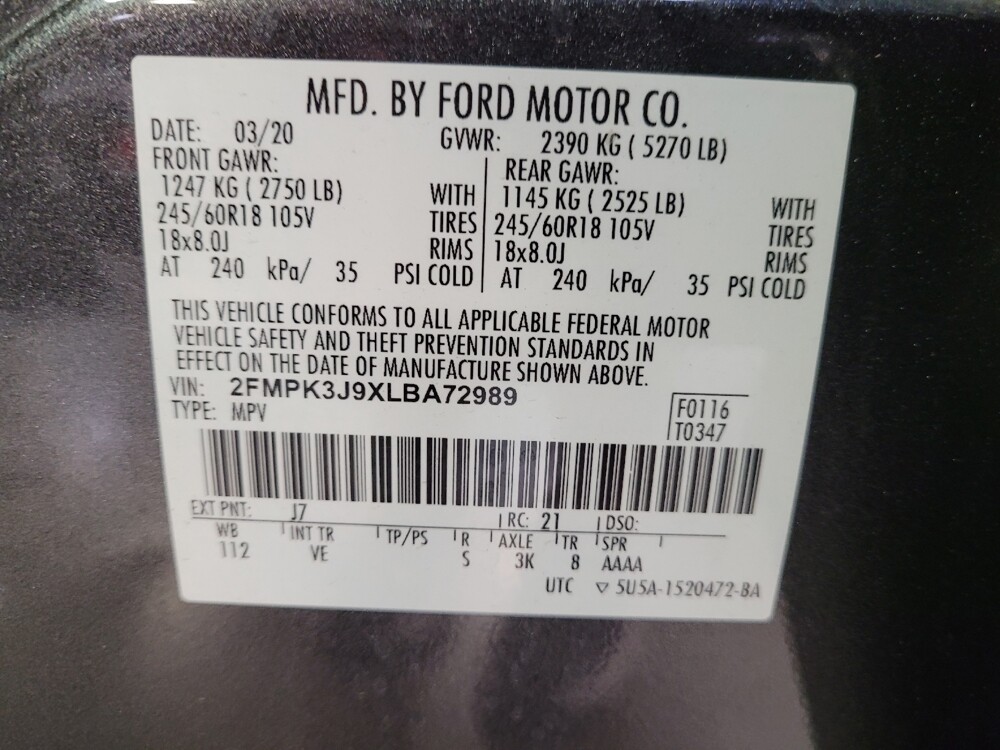 MFD. BY FORD MOTOR CO.
DATE: 03/20 GVWR: 2390 KG ( 5270 LB)
FRONT GAWR: REAR GAWR:
1247 KG ( 2750 LB) WITH 1145 KG ( 2525 LB) WITH
245/60R18 105V TIRES 245/60R18 105V TIRES
18x8.0J RIMS 18x8.0J RIMS
AT 240 kPa/ 35 PSI COLD AT 240 kPa/ 35 PSI COLD
THIS VEHICLE CONFORMS TO ALL APPLICABLE FEDERAL MOTOR
VEHICLE SAFETY AND THEFT PREVENTION STANDARDS IN
EFFECT ON THE DATE OF MANUFACTURE SHOWN ABOVE.
VIN: 2FMPK3J9XLBA72989
TYPE: MPV
F0116
T0347
EXT PNT: J7 RC: 21 DSO:
WB INT TR TP/PS R AXLE TR SPR
112 VE S 3K 8 AAAA
UTC ▽ 5U5A-1520472-BA